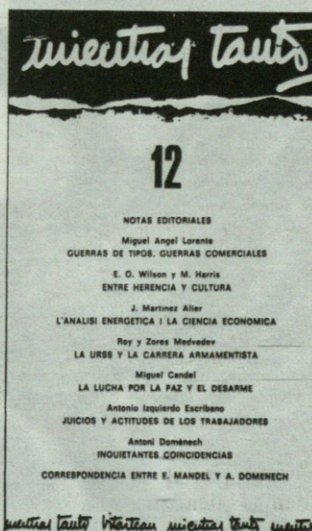 mientras tanto
12
NOTAS EDITORIALES
Miguel Angel Lorente
GUERRAS DE TIPOS, GUERRAS COMERCIALES
E. O. Wilson y M. Harris
ENTRE HERENCIA Y CULTURA
J. Martinez Alier
L'ANALISI ENERGETICA I LA CIENCIA ECONOMICA
Roy y Zores Medvedev
LA URSS Y LA CARRERA ARMAMENTISTA
Miguel Candel
LA LUCHA POR LA PAZ Y EL DESARME
Antonio Izquierdo Escribano
JUICIOS Y ACTITUDES DE LOS TRABAJADORES
Antoni Domènech
INQUIETANTES COINCIDENCIAS
CORRESPONDENCIA ENTRE E. MANDEL Y A. DOMENECH
mientras tanto bitartean mientras tanto